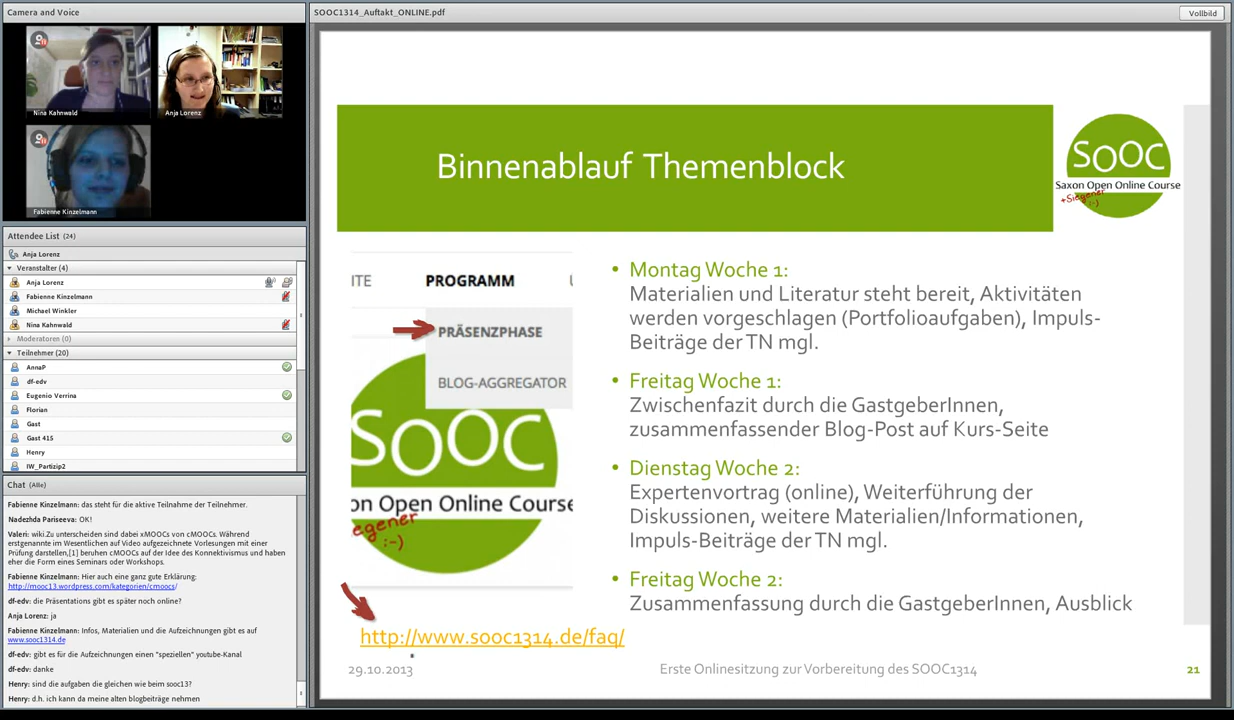 Camera and Voice
Nina Kahnwald
Anja Lorenz
Fabienne Kinzelmann
Attendee List (24)
Anja Lorenz
Veranstalter (4)
Anja Lorenz
Fabienne Kinzelmann
Michael Winkler
Nina Kahnwald
Moderatoren (0)
Teilnehmer (20)
AnnaP
df-edv
Eugenio Verrina
Florian
Gast
Gast 415
Henry
IW_Partizip2
Chat (Alle)
Fabienne Kinzelmann: das steht für die aktive Teilnahme der Teilnehmer.
Nadezhda Pariseeva: OK!
Valeri: wiki.Zu unterscheiden sind dabei xMOOCs von cMOOCs. Während
erstgenannte im Wesentlichen auf Video aufgezeichnete Vorlesungen mit einer
Prüfung darstellen,[1] beruhen cMOOCs auf der Idee des Konnektivismus und haben
eher die Form eines Seminars oder Workshops.
Fabienne Kinzelmann: Hier auch eine ganz gute Erklärung:
http://mooc13.wordpress.com/kategorien/cmoocs/
df-edv: die Präsentations gibt es später noch online?
Anja Lorenz: ja
Fabienne Kinzelmann: Infos, Materialien und die Aufzeichnungen gibt es auf
www.sooc1314.de
df-edv: gibt es für die Aufzeichnungen einen "speziellen" youtube-Kanal
df-edv: danke
Henry: sind die aufgaben die gleichen wie beim sooc13?
Henry: d.h. ich kann da meine alten blogbeiträge nehmen
SOOC1314_Auftakt_ONLINE.pdf
Vollbild
Binnenablauf Themenblock
SOOC
Saxon Open Online Course
+Siegener
:-)
ITE
PROGRAMM
PRÄSENZPHASE
BLOG-AGGREGATOR
SOOC
on Open Online Course
egener
:-)
http://www.sooc1314.de/faq/
• Montag Woche 1:
Materialien und Literatur steht bereit, Aktivitäten
werden vorgeschlagen (Portfolioaufgaben), Impuls-
Beiträge der TN mgl.
• Freitag Woche 1:
Zwischenfazit durch die GastgeberInnen,
zusammenfassender Blog-Post auf Kurs-Seite
• Dienstag Woche 2:
Expertenvortrag (online), Weiterführung der
Diskussionen, weitere Materialien/Informationen,
Impuls-Beiträge der TN mgl.
• Freitag Woche 2:
Zusammenfassung durch die GastgeberInnen, Ausblick
29.10.2013
Erste Onlinesitzung zur Vorbereitung des SOOC1314
21